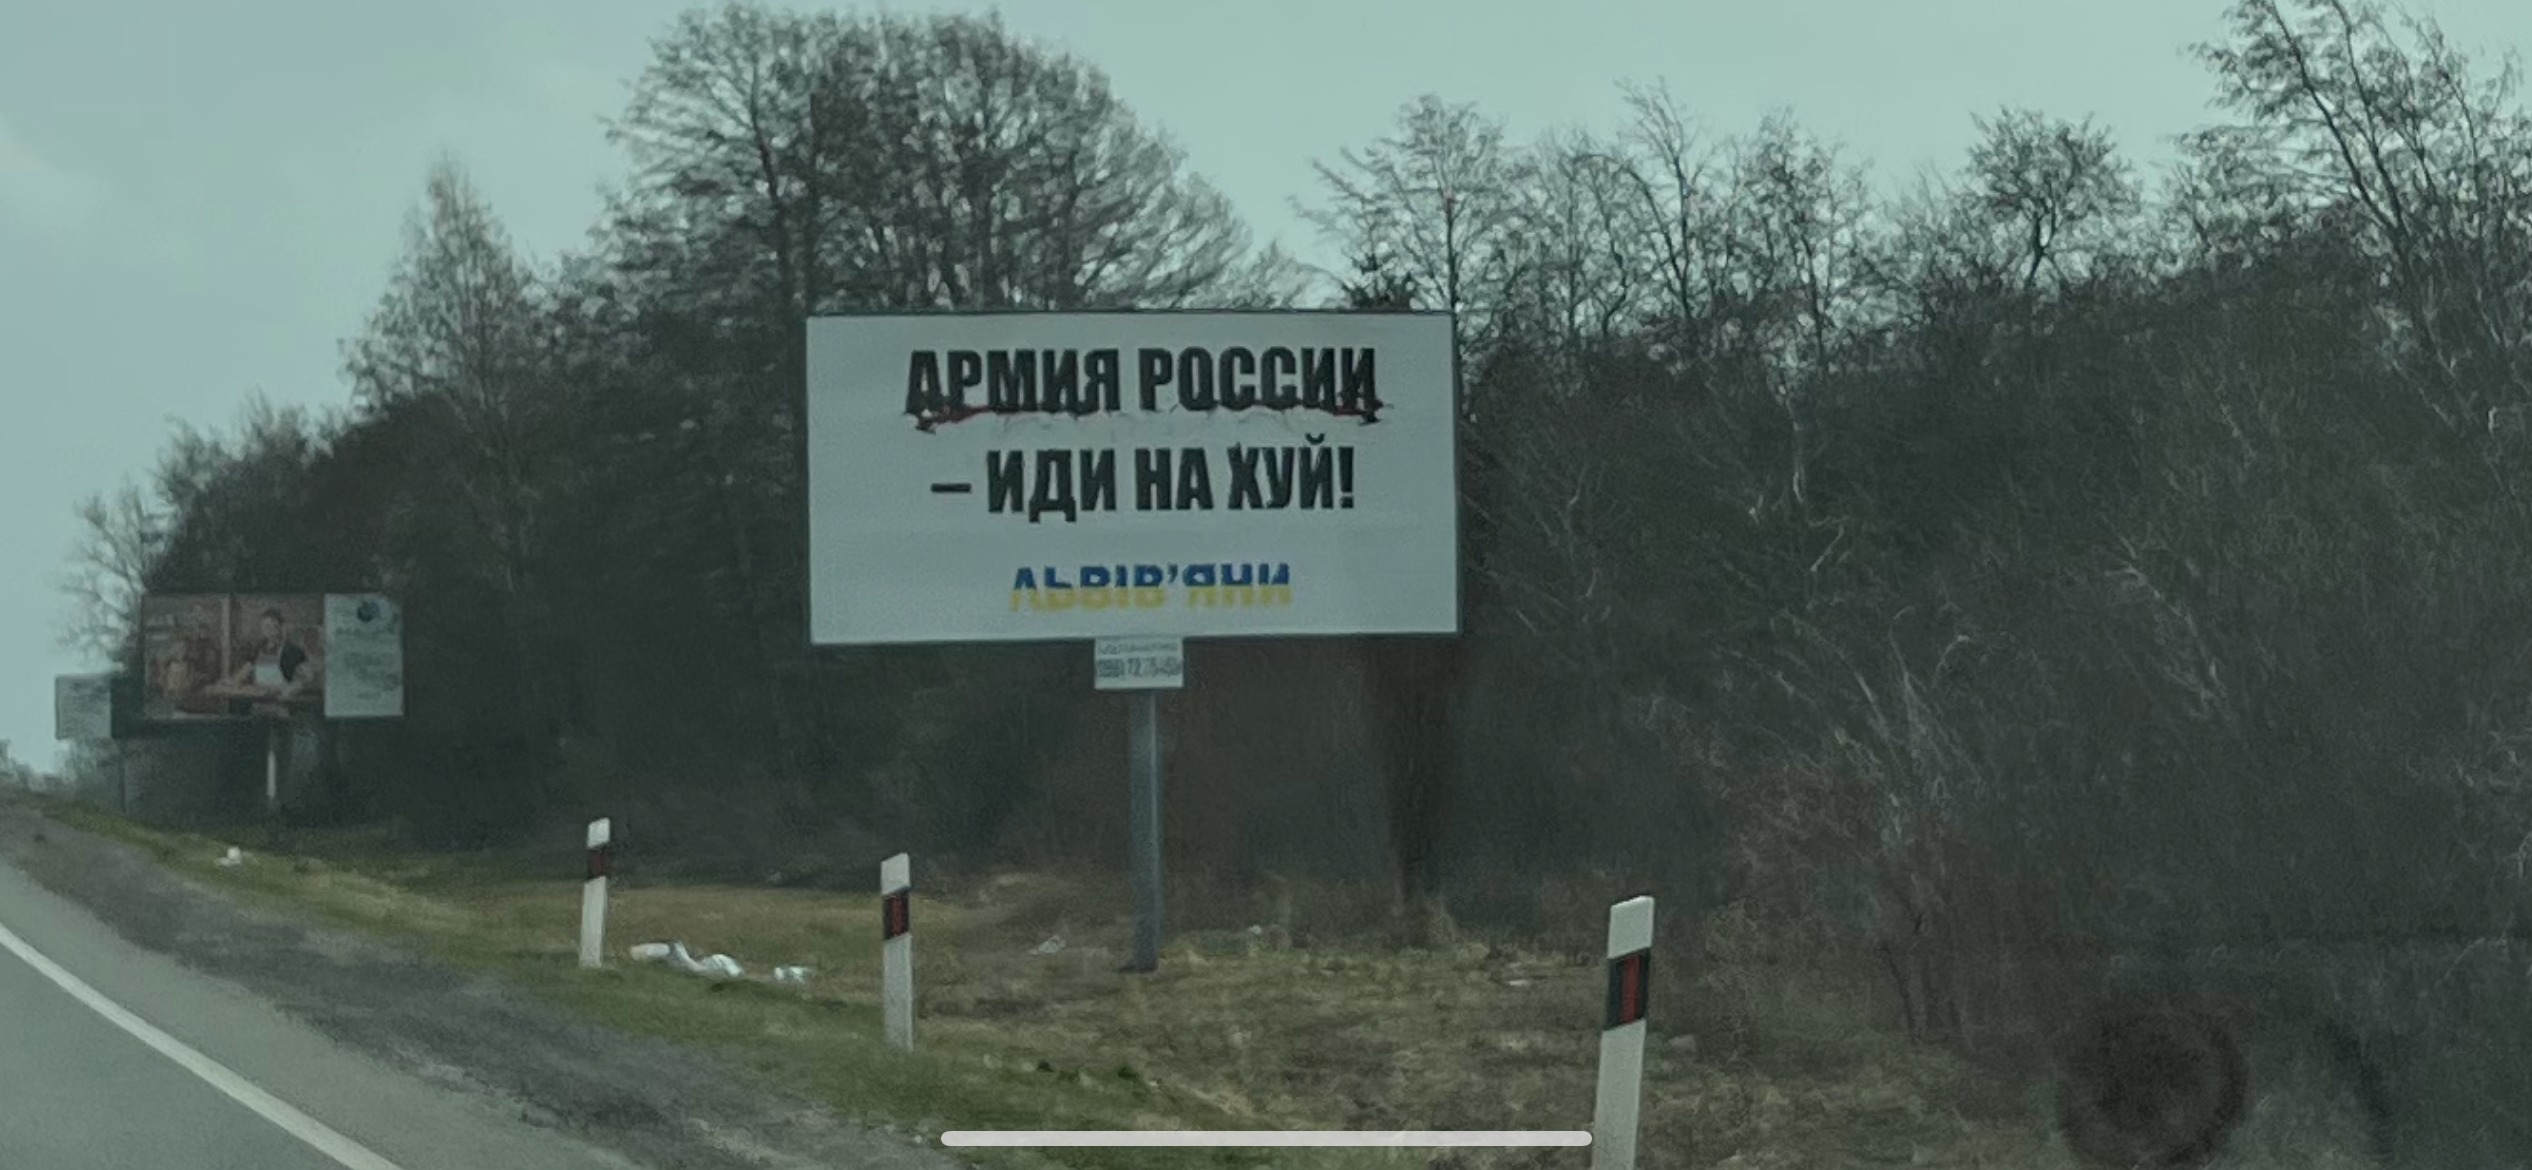 АРМИЯ РОССИИ
– ИДИ НА ХУЙ!
ЛЬВІВ’ЯНИ